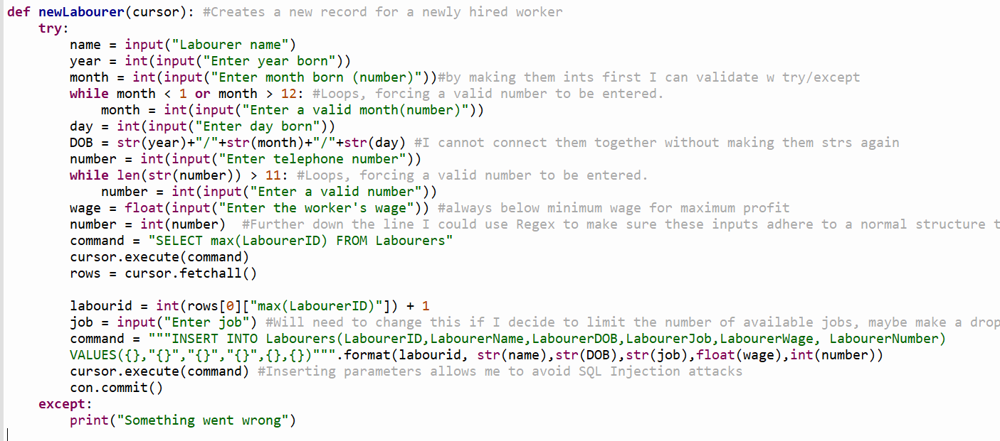 def newLabourer(cursor): #Creates a new record for a newly hired worker
    try:
        name = input("Labourer name")
        year = int(input("Enter year born"))
        month = int(input("Enter month born (number)"))#by making them ints first I can validate w try/except
        while month < 1 or month > 12: #Loops, forcing a valid number to be entered.
            month = int(input("Enter a valid month(number)"))
        day = int(input("Enter day born"))
        DOB = str(year)+"/"+str(month)+"/"+str(day) #I cannot connect them together without making them strs again
        number = int(input("Enter telephone number"))
        while len(str(number)) > 11: #Loops, forcing a valid number to be entered.
            number = int(input("Enter a valid number"))
        wage = float(input("Enter the worker's wage")) #always below minimum wage for maximum profit
        number = int(number)  #Further down the line I could use Regex to make sure these inputs adhere to a normal structure t
        command = "SELECT max(LabourerID) FROM Labourers"
        cursor.execute(command)
        rows = cursor.fetchall()

        labourid = int(rows[0]["max(LabourerID)"]) + 1
        job = input("Enter job") #Will need to change this if I decide to limit the number of available jobs, maybe make a drop
        command = """INSERT INTO Labourers(LabourerID,LabourerName,LabourerDOB,LabourerJob,LabourerWage, LabourerNumber)
        VALUES({},"{}","{}","{}",{},{})""".format(labourid, str(name),str(DOB),str(job),float(wage),int(number))
        cursor.execute(command) #Inserting parameters allows me to avoid SQL Injection attacks
        con.commit()
    except:
        print("Something went wrong")